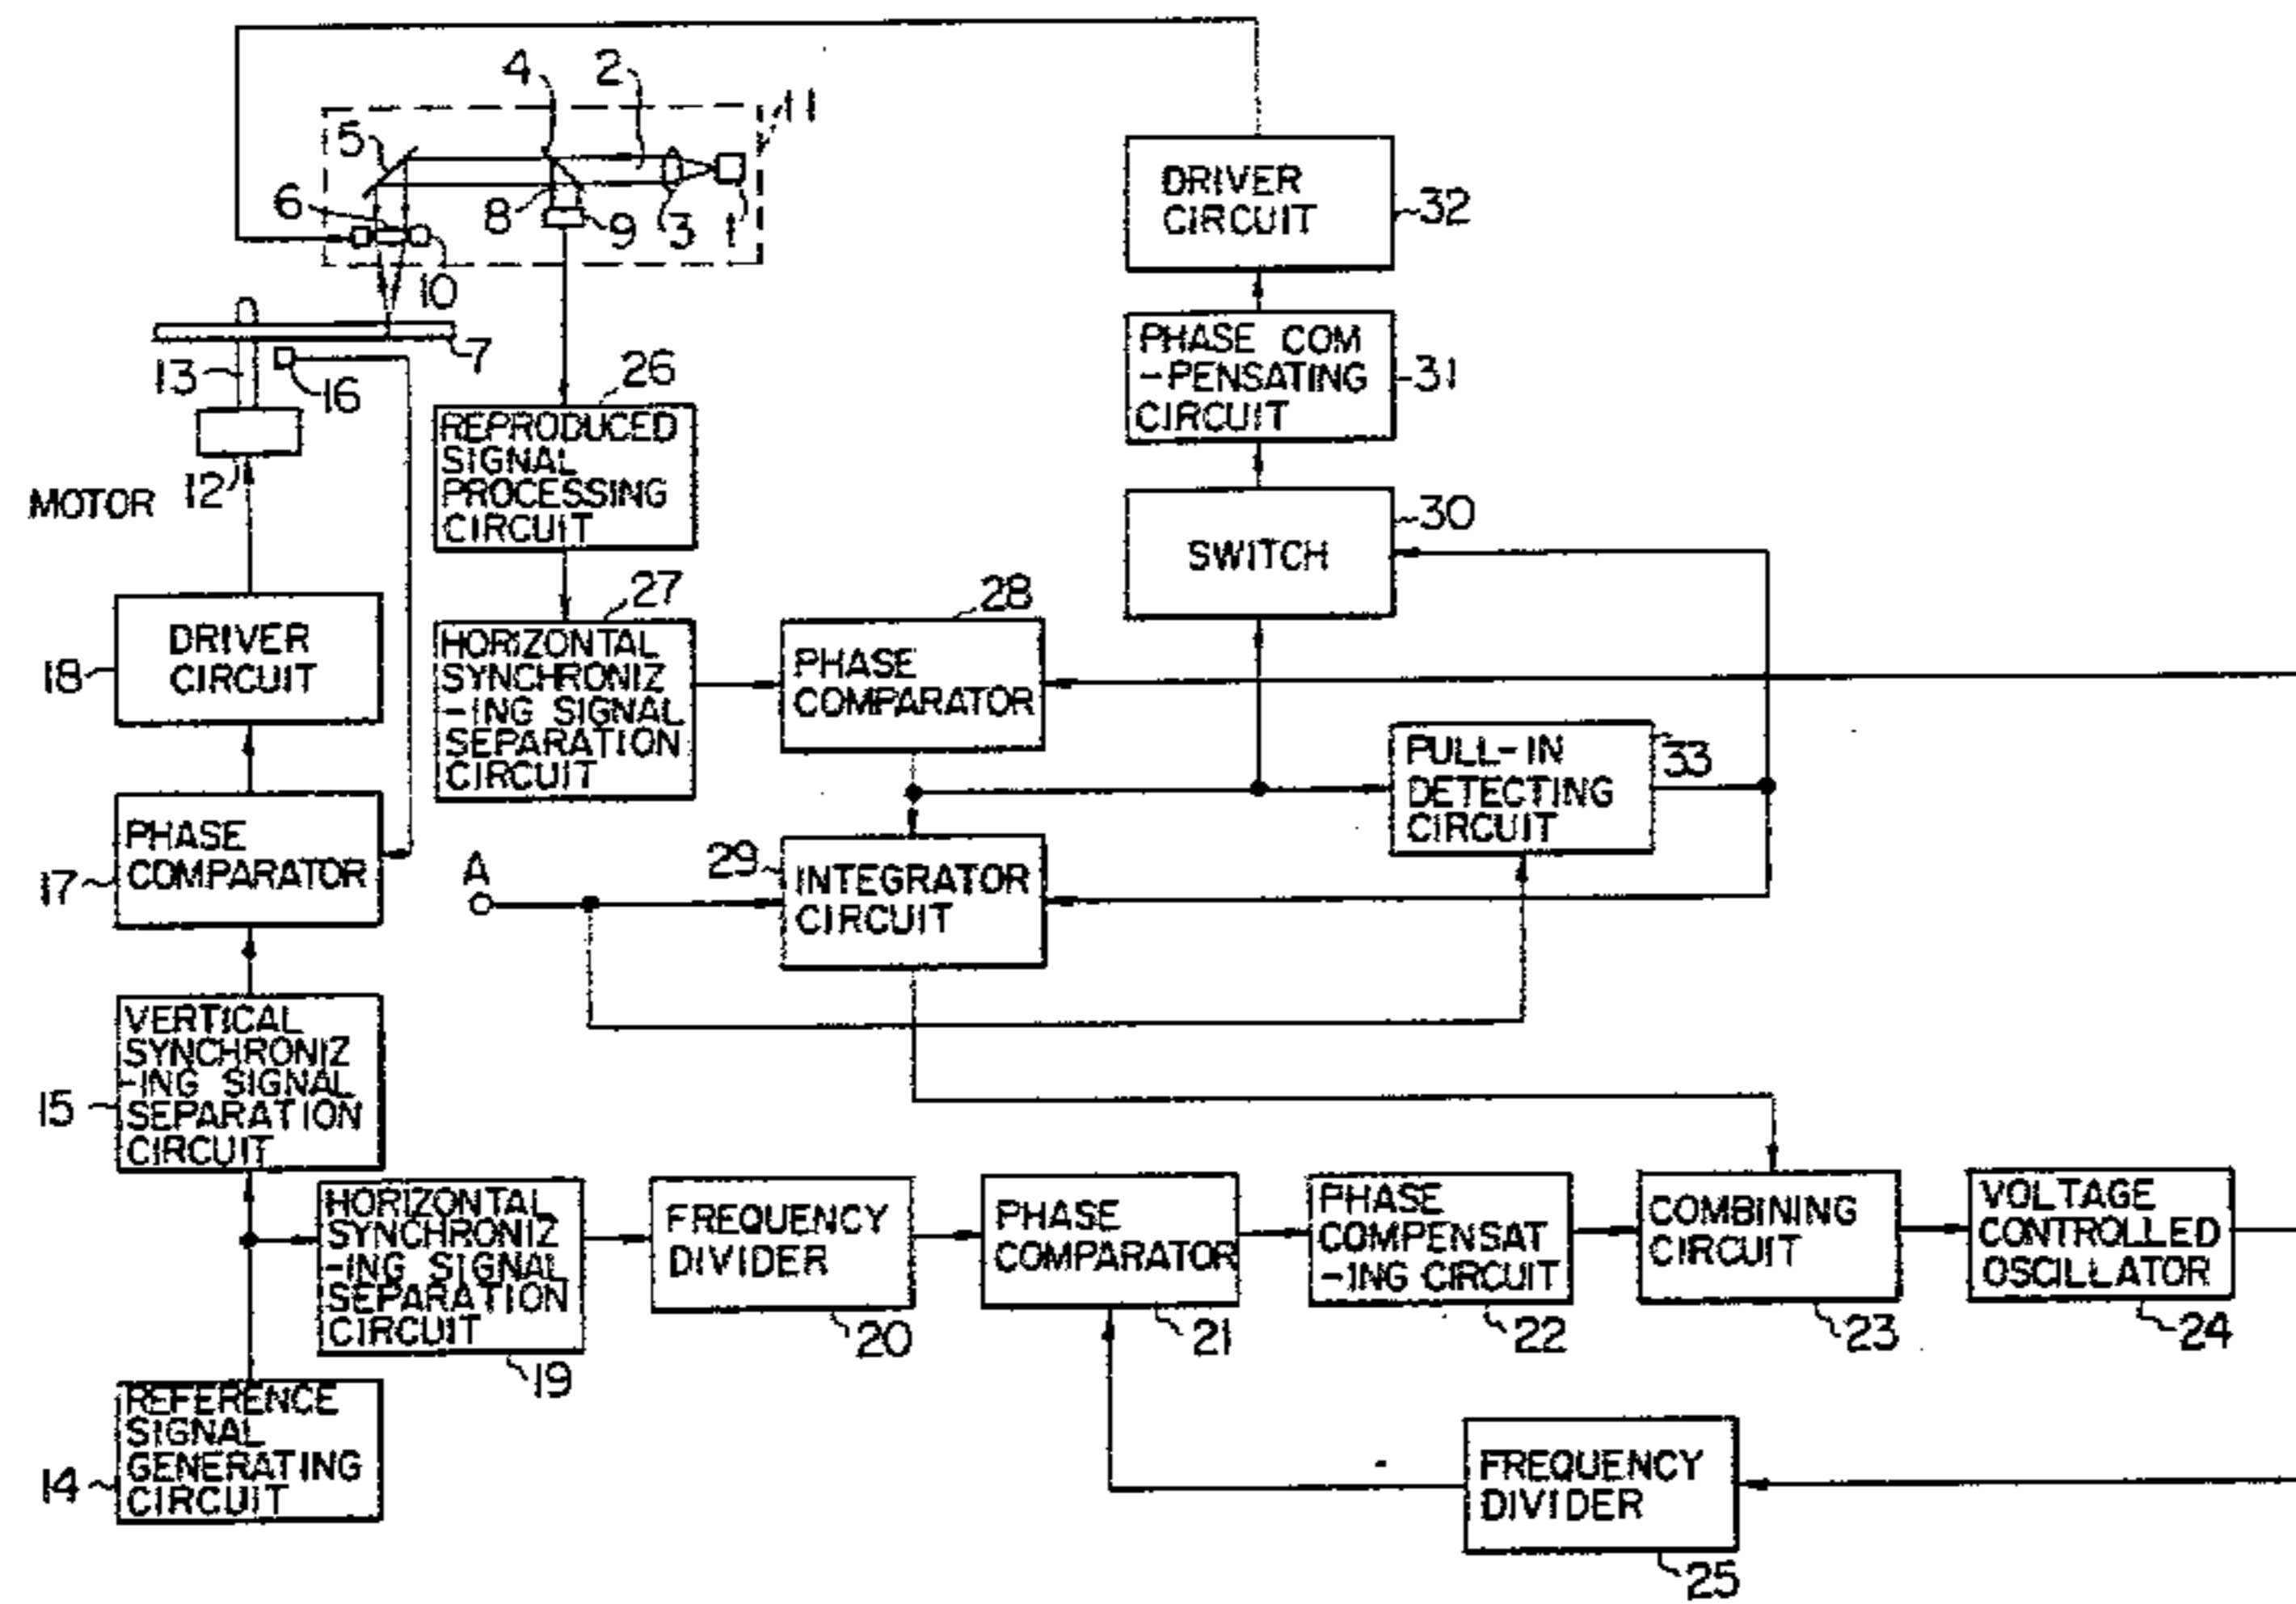 4
2
11
5
6
8
9
3
1
10
7
13
16
12
MOTOR
26
REPRODUCED
SIGNAL
PROCESSING
CIRCUIT
DRIVER
CIRCUIT
32
PHASE COM
-PENSATING
CIRCUIT
31
30
SWITCH
18
DRIVER
CIRCUIT
27
HORIZONTAL
SYNCHRONIZ
-ING SIGNAL
SEPARATION
CIRCUIT
28
PHASE
COMPARATOR
PULL-IN
DETECTING
CIRCUIT
33
17
PHASE
COMPARATOR
A
29
INTEGRATOR
CIRCUIT
15
VERTICAL
SYNCHRONIZ
-ING SIGNAL
SEPARATION
CIRCUIT
HORIZONTAL
SYNCHRONIZ
-ING SIGNAL
SEPARATION
CIRCUIT
19
FREQUENCY
DIVIDER
20
PHASE
COMPARATOR
21
PHASE
COMPENSAT
-ING CIRCUIT
22
COMBINING
CIRCUIT
23
VOLTAGE
CONTROLLED
OSCILLATOR
24
14
REFERENCE
SIGNAL
GENERATING
CIRCUIT
FREQUENCY
DIVIDER
25